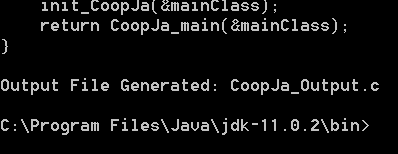 init_CoopJa(&mainClass);
    return CoopJa_main(&mainClass);
}
Output File Generated: CoopJa_Output.c
C:\Program Files\Java\jdk-11.0.2\bin>